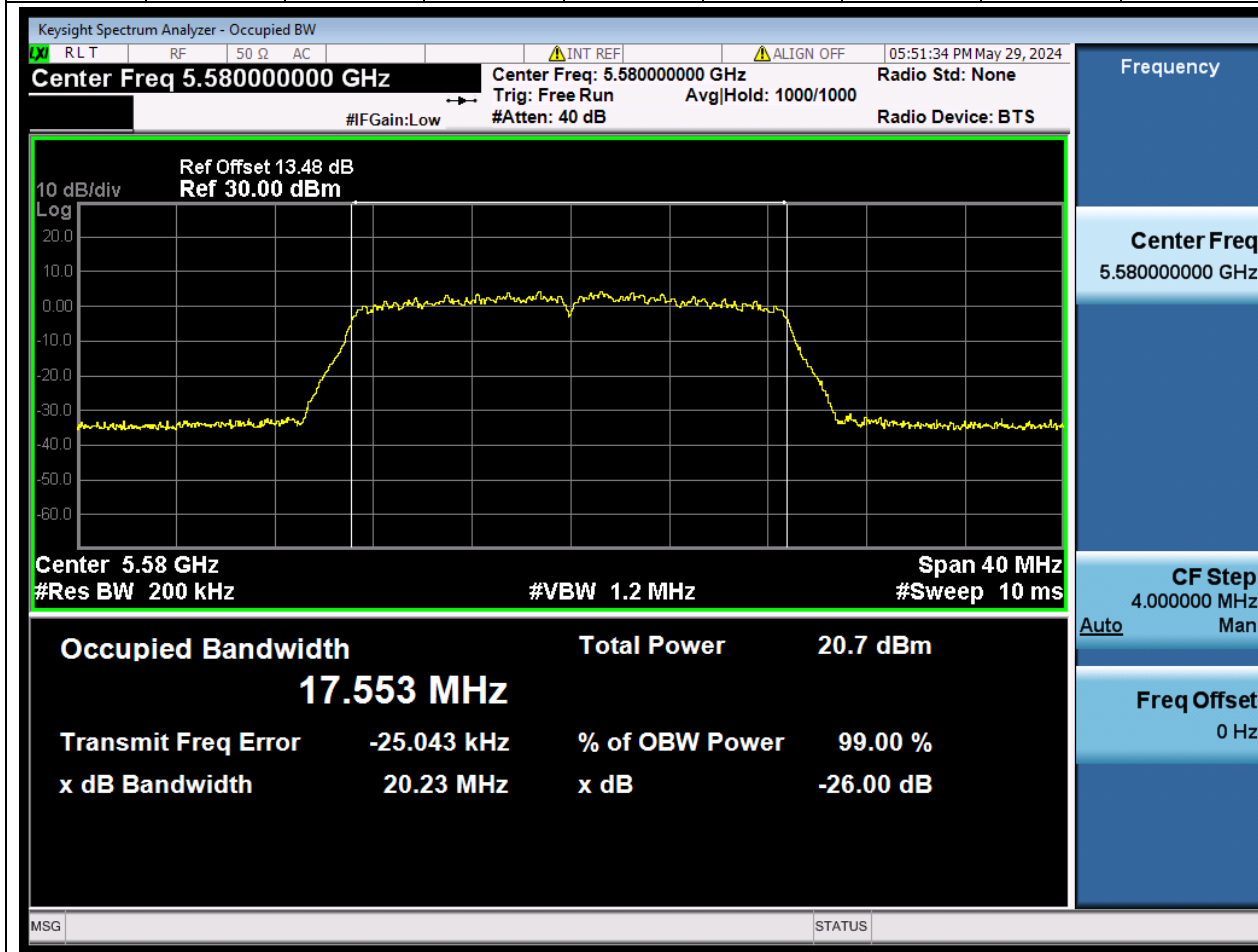 Keysight Spectrum Analyzer - Occupied BW
LXI RLT RF 50 Ω AC INT REF ALIGN OFF 05:51:34 PM May 29, 2024
Center Freq 5.580000000 GHz
Center Freq: 5.580000000 GHz
Radio Std: None
Trig: Free Run Avg|Hold: 1000/1000
#IFGain:Low #Atten: 40 dB Radio Device: BTS
Ref Offset 13.48 dB
10 dB/div Ref 30.00 dBm
Log
20.0
10.0
0.00
-10.0
-20.0
-30.0
-40.0
-50.0
-60.0
Center 5.58 GHz Span 40 MHz
#Res BW 200 kHz #VBW 1.2 MHz #Sweep 10 ms
Occupied Bandwidth Total Power 20.7 dBm
17.553 MHz
Transmit Freq Error -25.043 kHz % of OBW Power 99.00 %
x dB Bandwidth 20.23 MHz x dB -26.00 dB
MSG STATUS
Frequency
Center Freq
5.580000000 GHz
CF Step
4.000000 MHz
Auto Man
Freq Offset
0 Hz